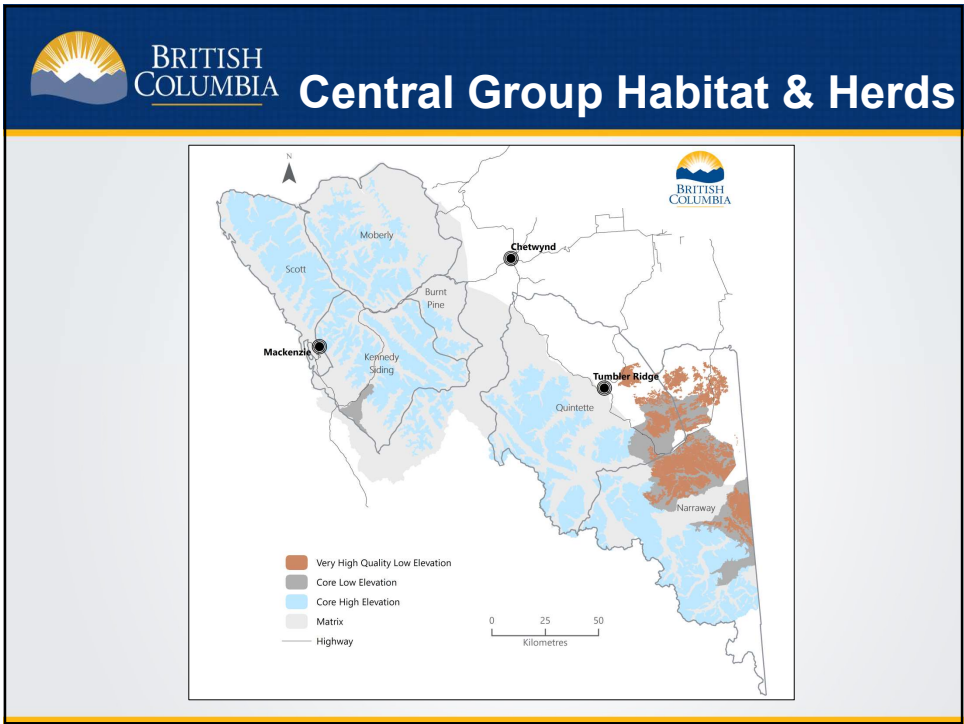 BRITISH
COLUMBIA
Central Group Habitat & Herds
N
BRITISH
COLUMBIA
Moberly
Chetwynd
Scott
Burnt
Pine
Mackenzie
Kennedy
Siding
Tumbler Ridge
Quintette
Narraway
Very High Quality Low Elevation
Core Low Elevation
Core High Elevation
Matrix
Highway
0 25 50
Kilometres